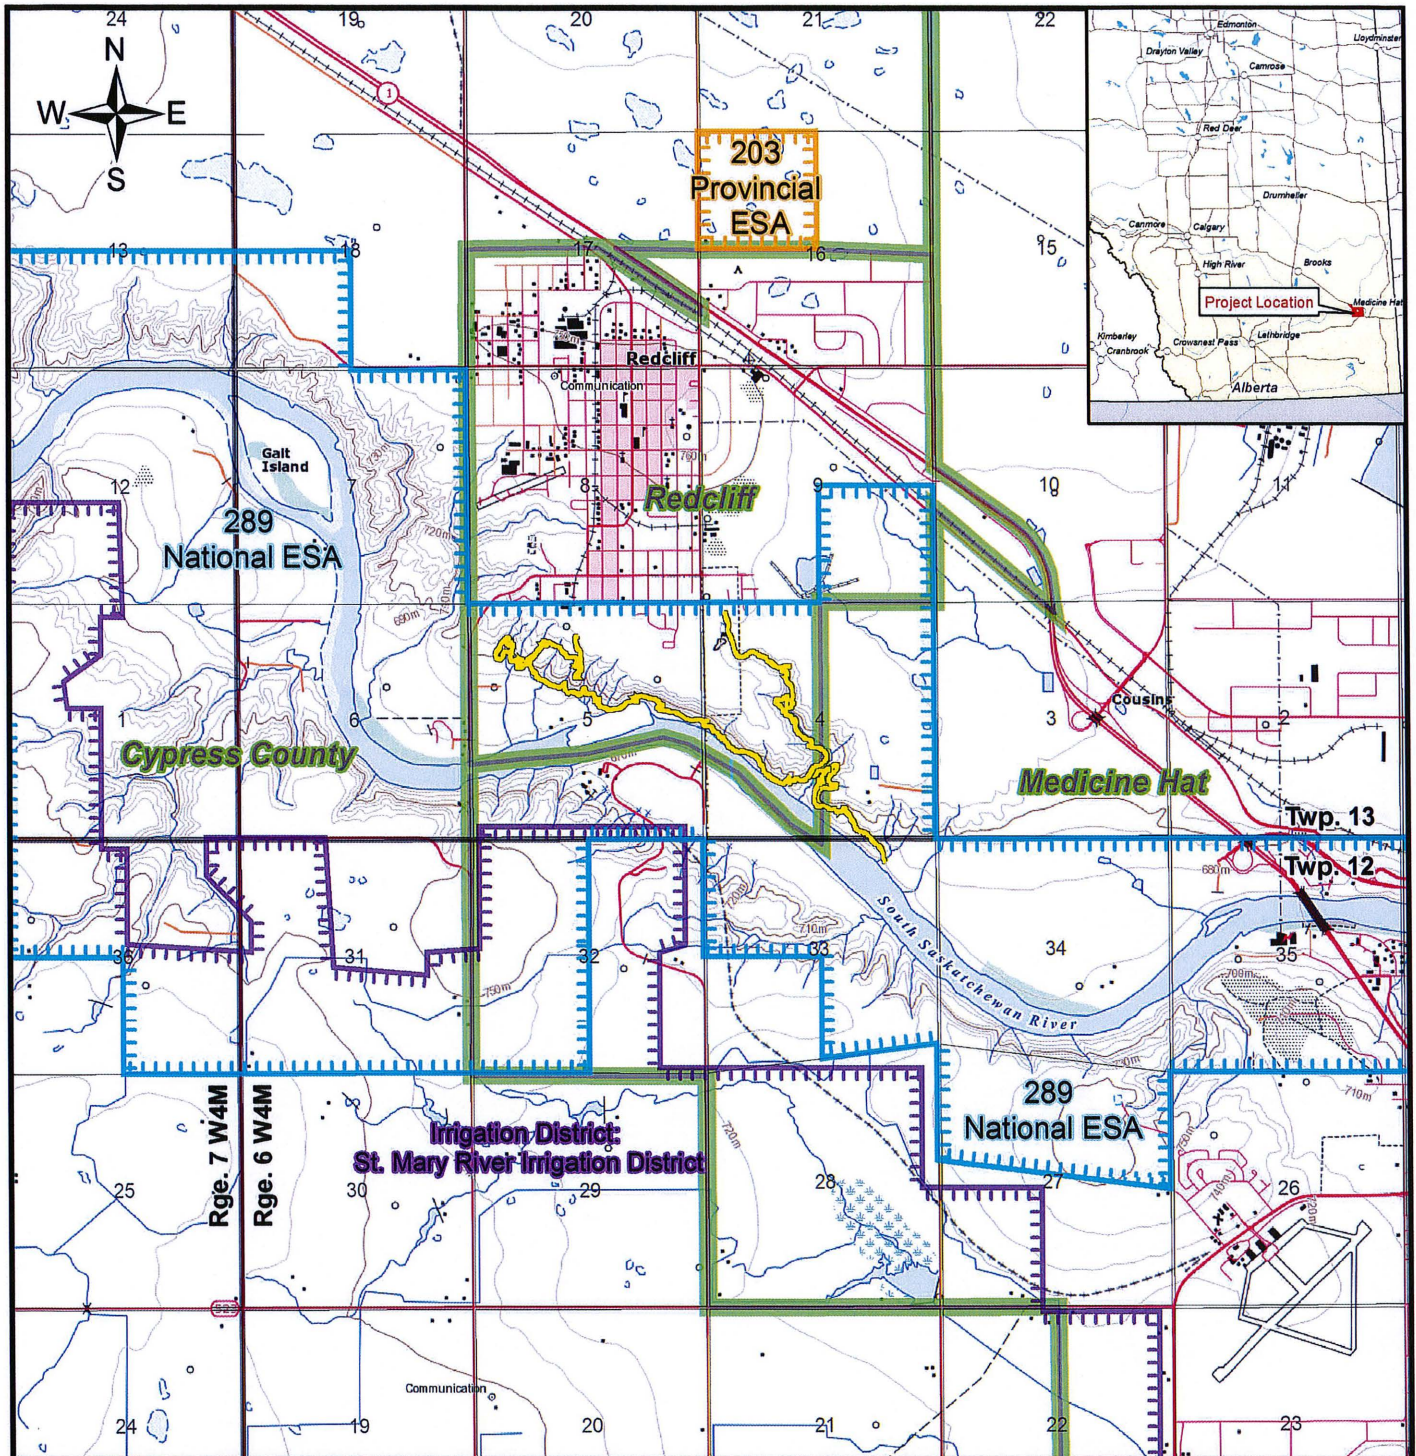 24
19
20
21
22
N
W
E
S
1
203
Provincial
ESA
13
18
17
16
15
Edmonton
Drayton Valley
Camrose
Red Deer
Drumheller
Canmore
Calgary
High River
Brooks
Project Location
Medicine Hat
Kimberley
Cranbrook
Crowsnest Pass
Lethbridge
Alberta
Redcliff
Communication
Galt
Island
760m
12
7
8
Redcliff
9
10
11
289
National ESA
720m
690m
1
6
5
4
3
2
Cousins
Cypress County
Medicine Hat
Twp. 13
Twp. 12
680m
720m
710m
South Saskatchewan River
36
31
32
33
34
35
750m
700m
730m
710m
Rge. 7 W4M
Rge. 6 W4M
289
National ESA
Irrigation District:
St. Mary River Irrigation District
720m
750m
740m
25
30
29
28
27
26
C
523
Communication
24
19
20
21
22
23